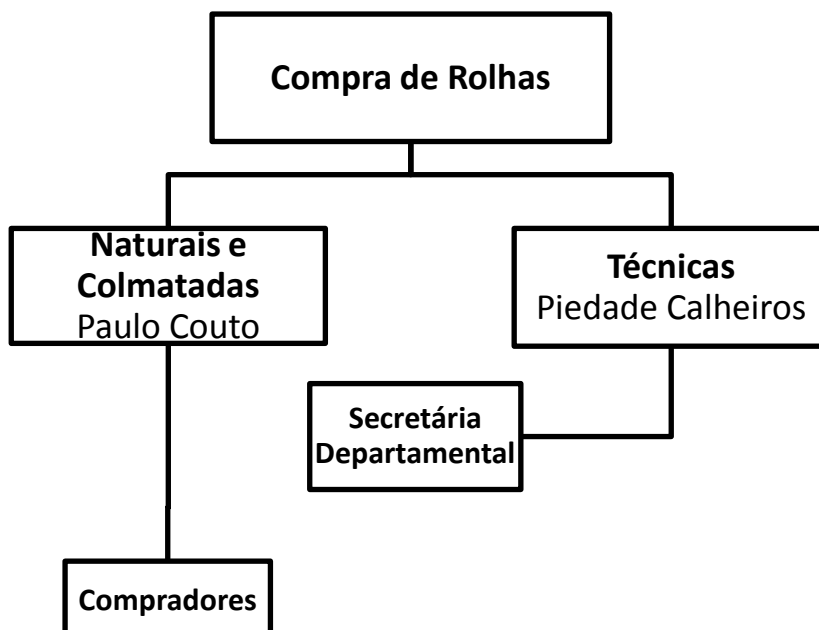 Compra de Rolhas
Naturais e
Colmatadas
Paulo Couto
Técnicas
Piedade Calheiros
Secretária
Departamental
Compradores